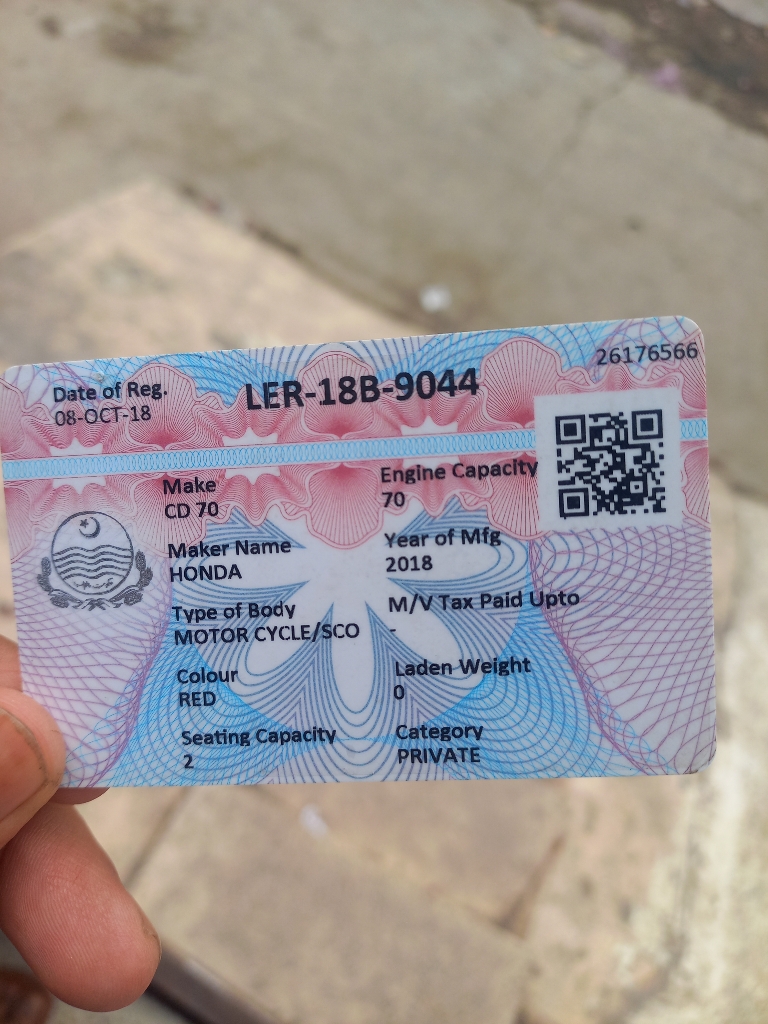 26176566
Date of Reg.
LER-18B-9044
08-OCT-18
Make
Engine Capacity
CD 70
70
Maker Name
Year of Mfg
HONDA
2018
Type of Body
M/V Tax Paid Upto
MOTOR CYCLE/SCO
-
Colour
Laden Weight
RED
0
Seating Capacity
Category
2
PRIVATE